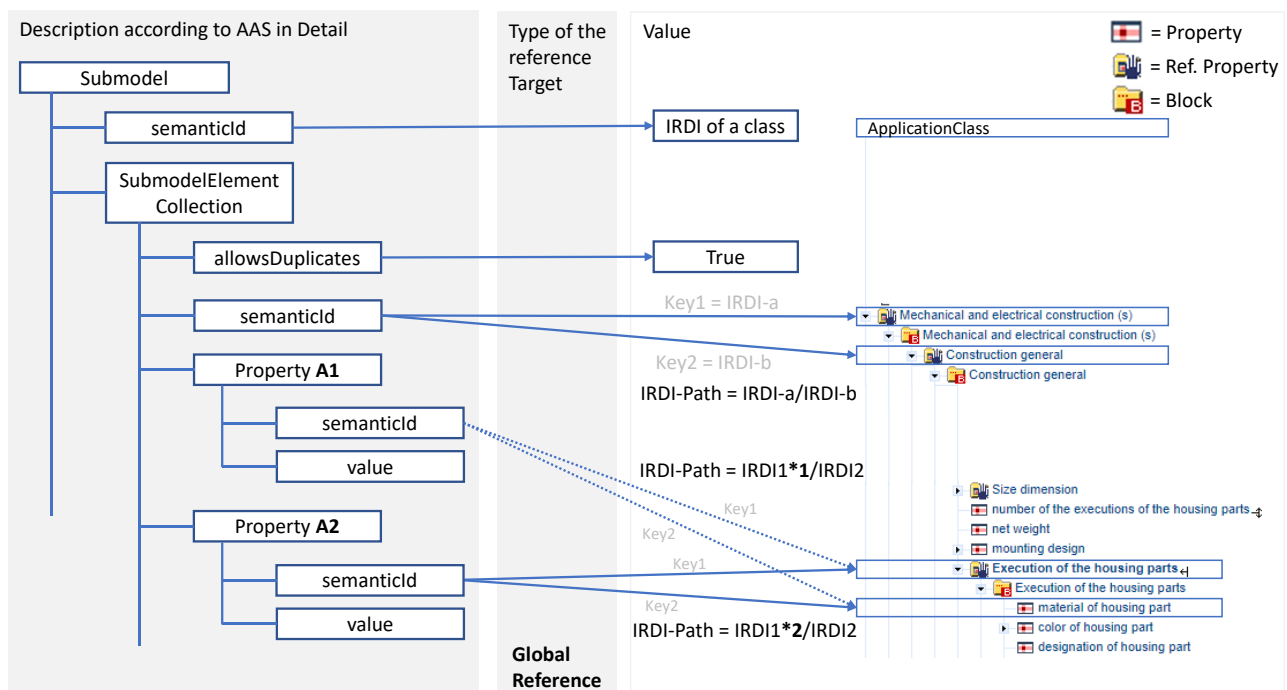 Description according to AAS in Detail
Submodel
semanticId
SubmodelElement
Collection
allowsDuplicates
semanticId
Property A1
semanticId
value
Property A2
semanticId
value
Type of the
reference
Target
Global
Reference
Value
IRDI of a class
True
Key1 = IRDI-a
Key2 = IRDI-b
IRDI-Path = IRDI-a/IRDI-b
IRDI-Path = IRDI1*1/IRDI2
Key1
Key2
Key1
Key2
IRDI-Path = IRDI1*2/IRDI2
= Property
= Ref. Property
B = Block
ApplicationClass
Mechanical and electrical construction (s)
B Mechanical and electrical construction (s)
Construction general
B Construction general
Size dimension
number of the executions of the housing parts
net weight
mounting design
Execution of the housing parts
B Execution of the housing parts
material of housing part
color of housing part
designation of housing part